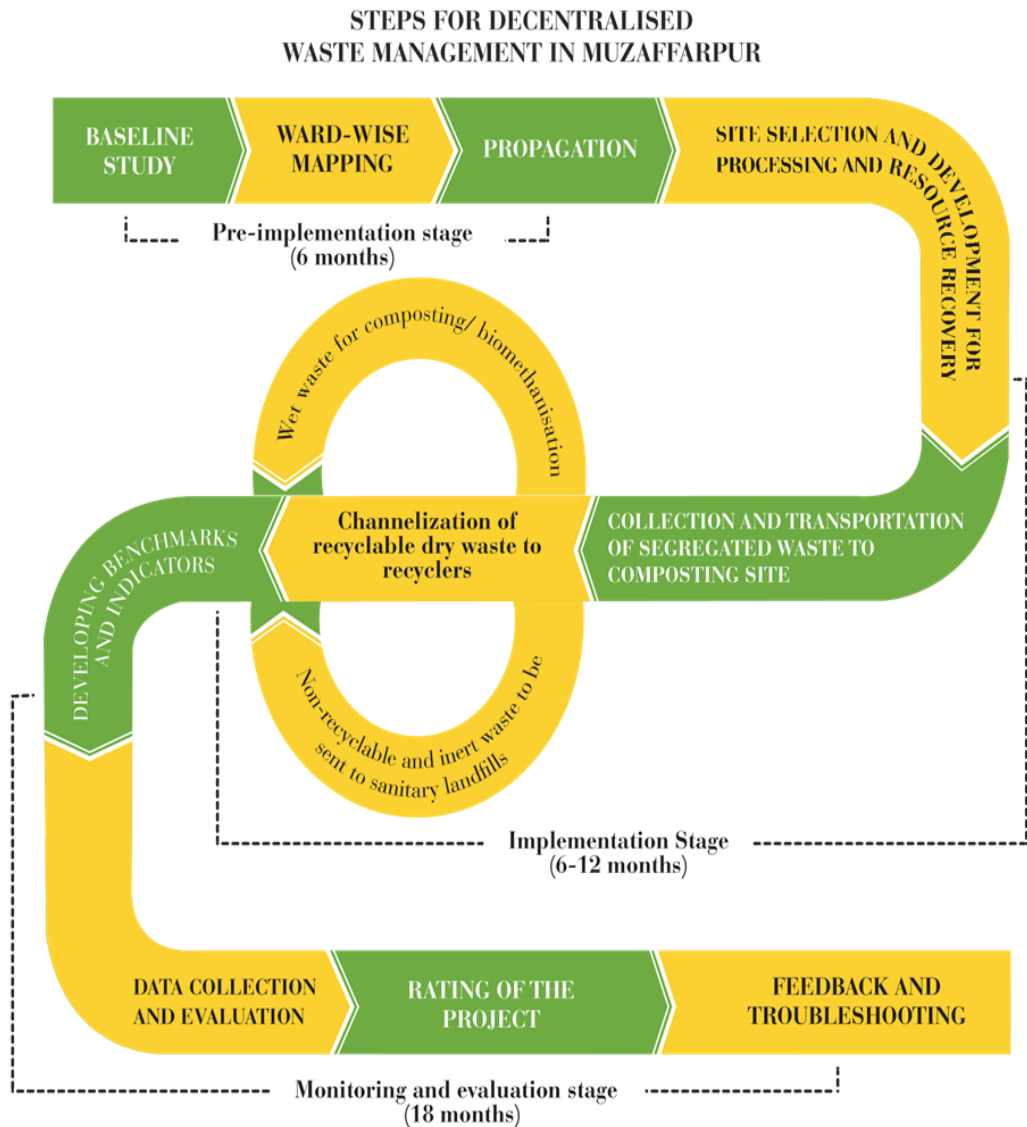 STEPS FOR DECENTRALISED
WASTE MANAGEMENT IN MUZAFFARPUR
BASELINE
STUDY
WARD-WISE
MAPPING
PROPAGATION
SITE SELECTION AND DEVELOPMENT FOR
PROCESSING AND RESOURCE RECOVERY
Pre-implementation stage
(6 months)
Wet waste for composting/ biomethanisation
Channelization of
recyclable dry waste to
recyclers
COLLECTION AND TRANSPORTATION
OF SEGREGATED WASTE TO
COMPOSTING SITE
DEVELOPING BENCHMARKS
AND INDICATORS
Non-recyclable and inert waste to be
sent to sanitary landfills
Implementation Stage
(6-12 months)
DATA COLLECTION
AND EVALUATION
RATING OF THE
PROJECT
FEEDBACK AND
TROUBLESHOOTING
Monitoring and evaluation stage
(18 months)